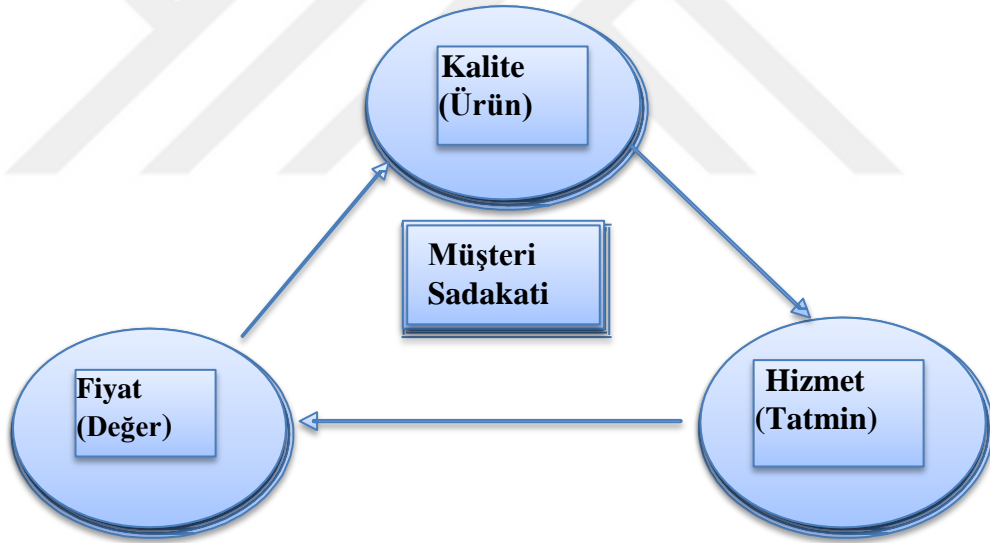 Kalite
(Ürün)
Müşteri
Sadakati
Fiyat
(Değer)
Hizmet
(Tatmin)